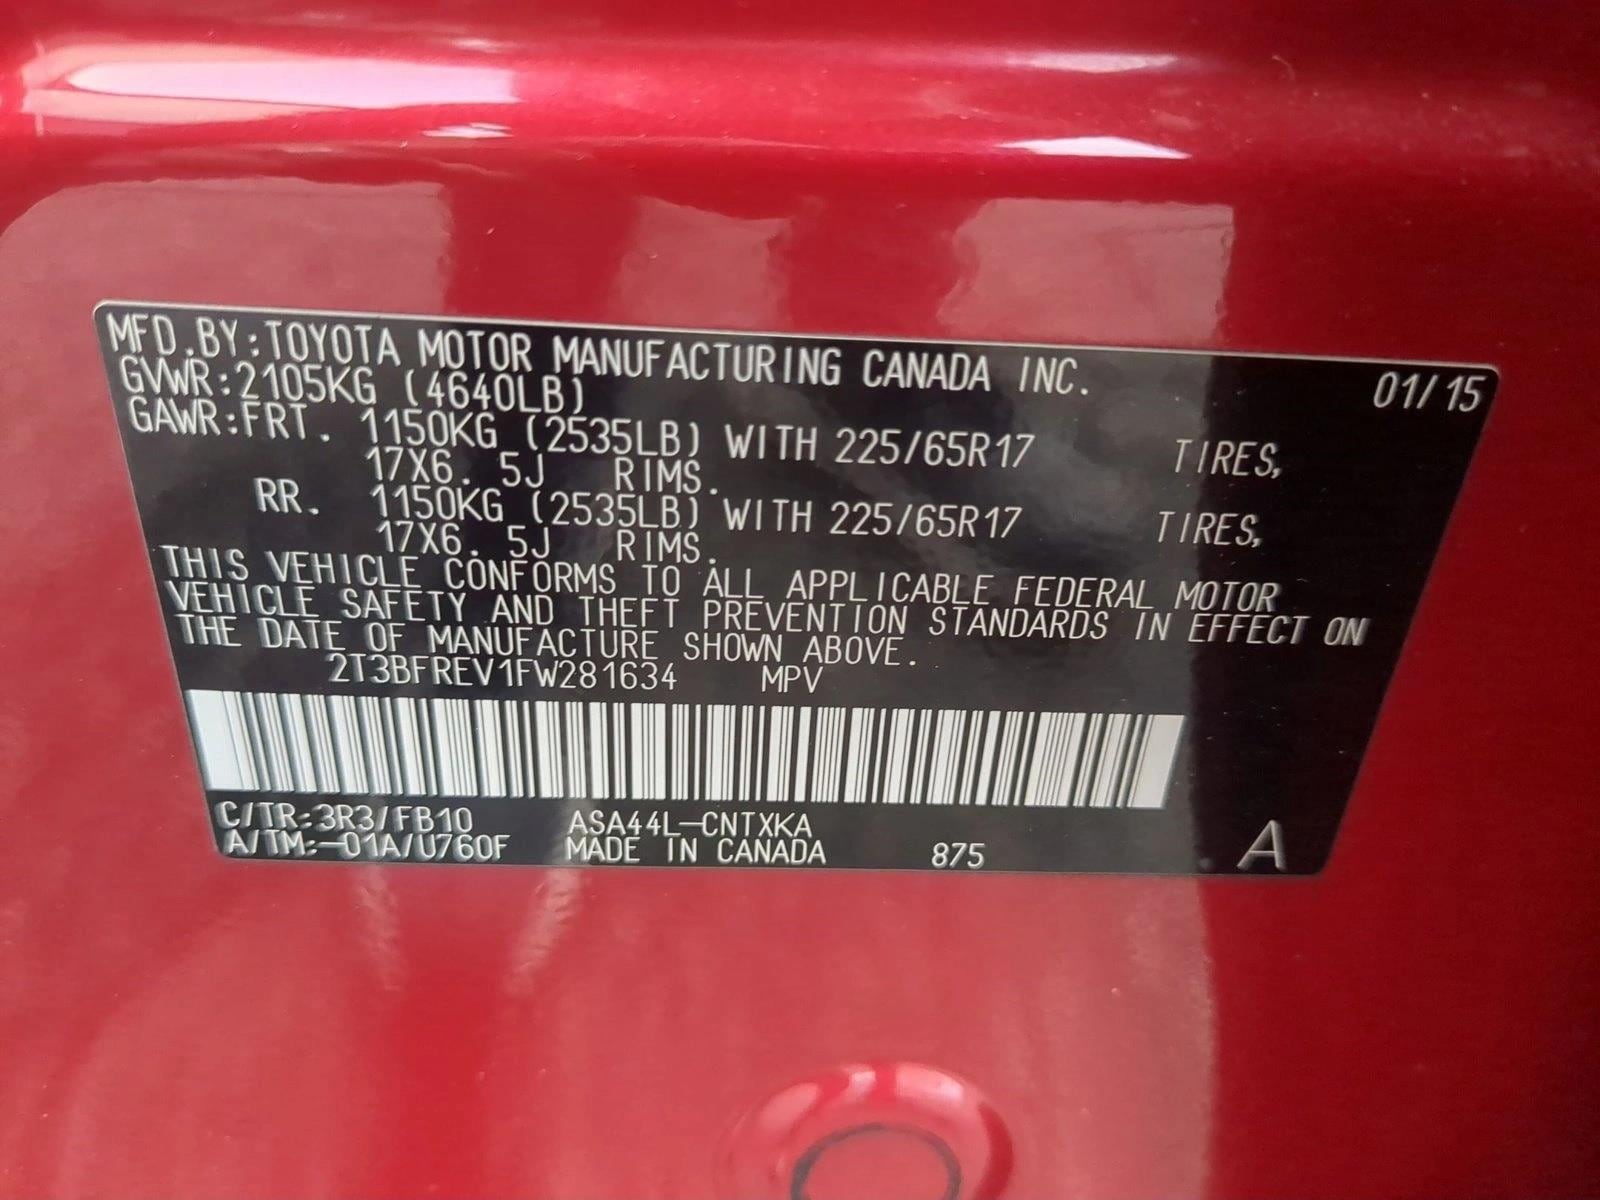 MFD.BY:TOYOTA MOTOR MANUFACTURING CANADA INC. 01/15
GVWR:2105KG (4640LB)
GAWR:FRT. 1150KG (2535LB) WITH 225/65R17 TIRES,
17X6.5J RIMS.
RR. 1150KG (2535LB) WITH 225/65R17 TIRES,
17X6.5J RIMS.
THIS VEHICLE CONFORMS TO ALL APPLICABLE FEDERAL MOTOR
VEHICLE SAFETY AND THEFT PREVENTION STANDARDS IN EFFECT ON
THE DATE OF MANUFACTURE SHOWN ABOVE.
2T3BFREV1FW281634 MPV
C/TR:3R3/FB10 ASA44L-CNTXKA
A/TM:-01A/U760F MADE IN CANADA 875 A